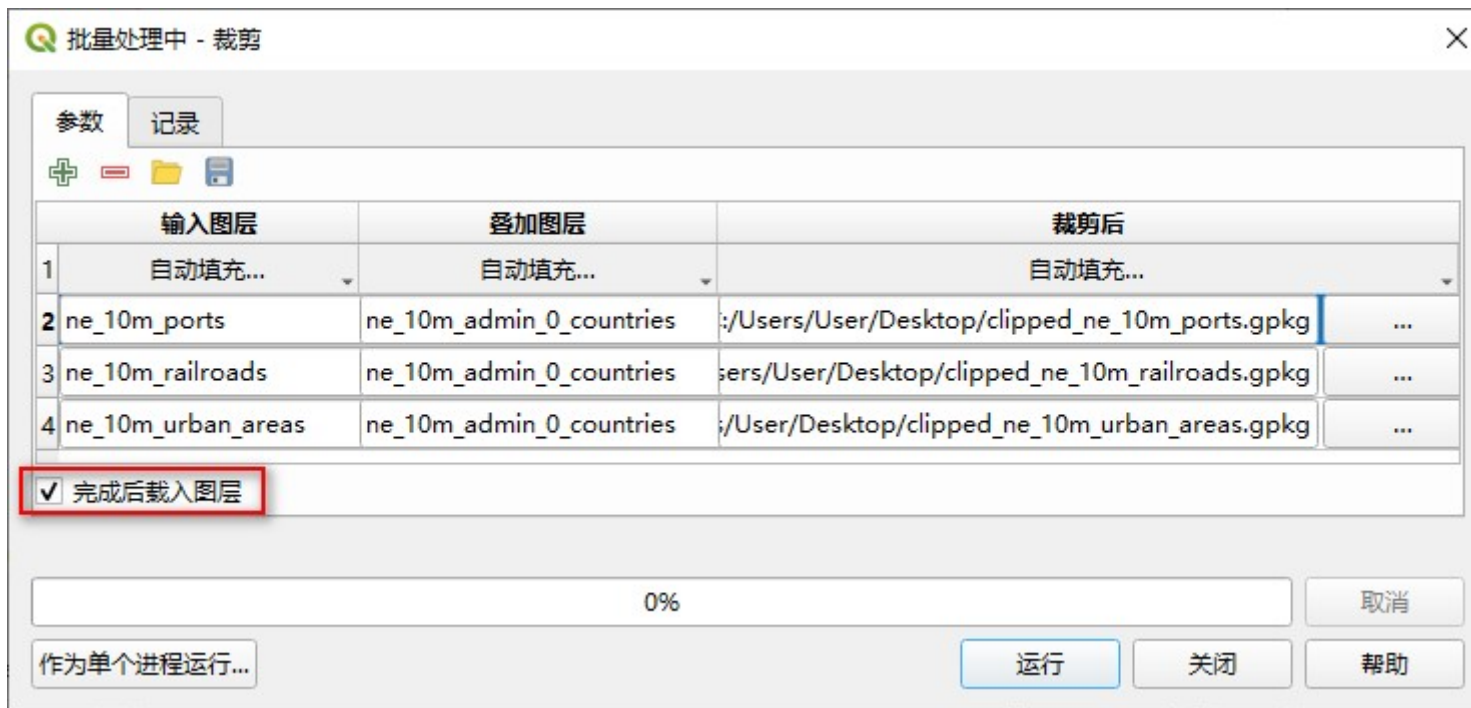 批量处理中 - 裁剪
参数 记录
输入图层 叠加图层 裁剪后
1 自动填充... 自动填充... 自动填充...
2 ne_10m_ports ne_10m_admin_0_countries :/Users/User/Desktop/clipped_ne_10m_ports.gpkg ...
3 ne_10m_railroads ne_10m_admin_0_countries sers/User/Desktop/clipped_ne_10m_railroads.gpkg ...
4 ne_10m_urban_areas ne_10m_admin_0_countries /User/Desktop/clipped_ne_10m_urban_areas.gpkg ...
完成后载入图层
0% 取消
作为单个进程运行... 运行 关闭 帮助